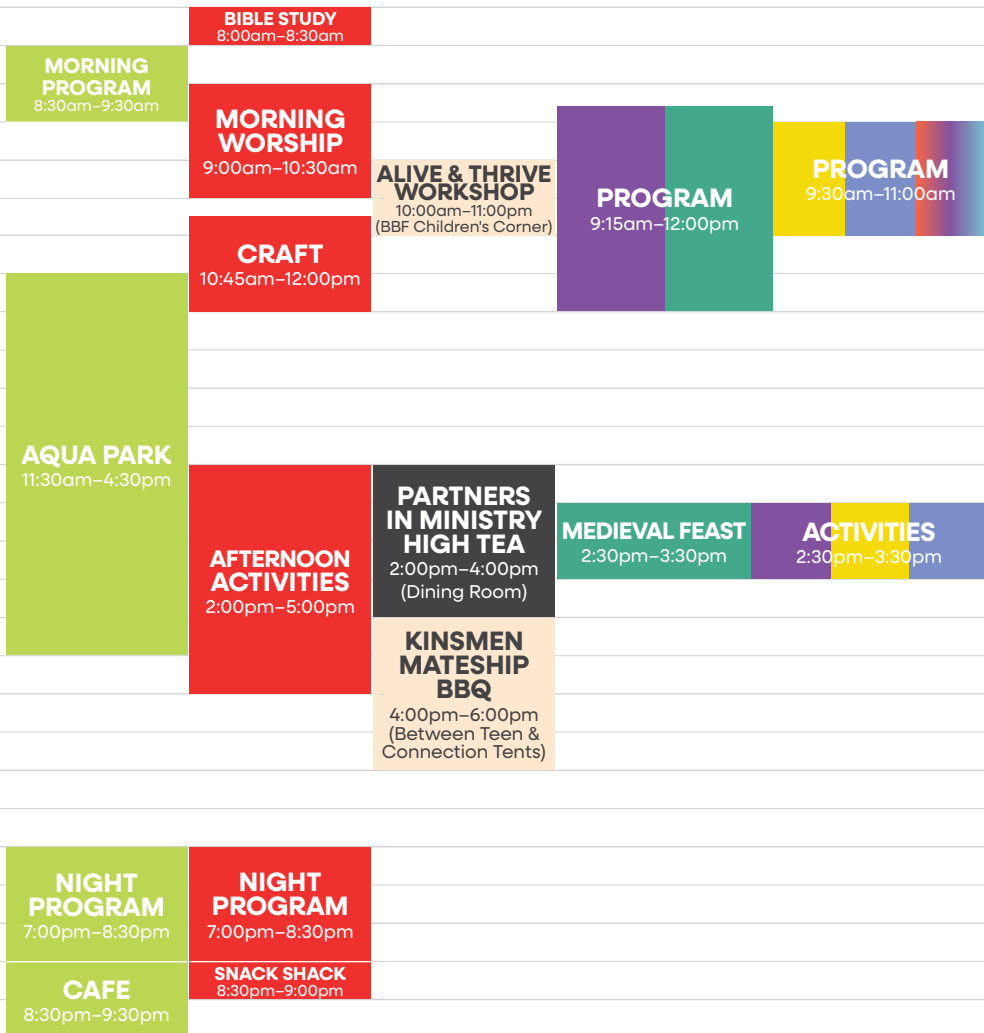 BIBLE STUDY
8:00am–8:30am
MORNING
PROGRAM
8:30am–9:30am
MORNING
WORSHIP
9:00am–10:30am
ALIVE & THRIVE
WORKSHOP
10:00am–11:00pm
(BBF Children's Corner)
PROGRAM
9:15am–12:00pm
PROGRAM
9:30am–11:00am
CRAFT
10:45am–12:00pm
AQUA PARK
11:30am–4:30pm
AFTERNOON
ACTIVITIES
2:00pm–5:00pm
PARTNERS
IN MINISTRY
HIGH TEA
2:00pm–4:00pm
(Dining Room)
MEDIEVAL FEAST
2:30pm–3:30pm
ACTIVITIES
2:30pm–3:30pm
KINSMEN
MATESHIP
BBQ
4:00pm–6:00pm
(Between Teen &
Connection Tents)
NIGHT
PROGRAM
7:00pm–8:30pm
NIGHT
PROGRAM
7:00pm–8:30pm
CAFE
8:30pm–9:30pm
SNACK SHACK
8:30pm–9:00pm